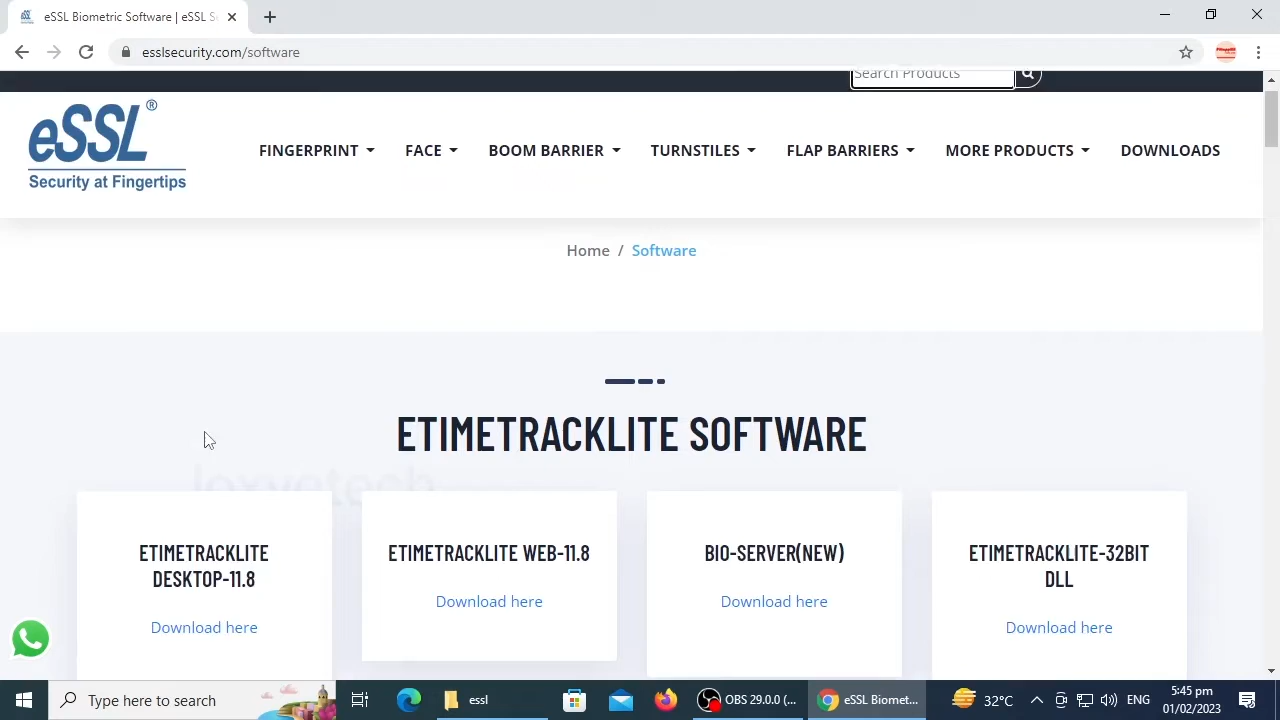 eSSL Biometric Software | eSSL S
esslsecurity.com/software
Search Products
eSSL®
Security at Fingertips
FINGERPRINT FACE BOOM BARRIER TURNSTILES FLAP BARRIERS MORE PRODUCTS DOWNLOADS
Home / Software
ETIMETRACKLITE SOFTWARE
ETIMETRACKLITE
DESKTOP-11.8
Download here
ETIMETRACKLITE WEB-11.8
Download here
BIO-SERVER(NEW)
Download here
ETIMETRACKLITE-32BIT
DLL
Download here
Type here to search
essl
OBS 29.0.0 (...
eSSL Biomet...
32°C
ENG
5:45 pm
01/02/2023